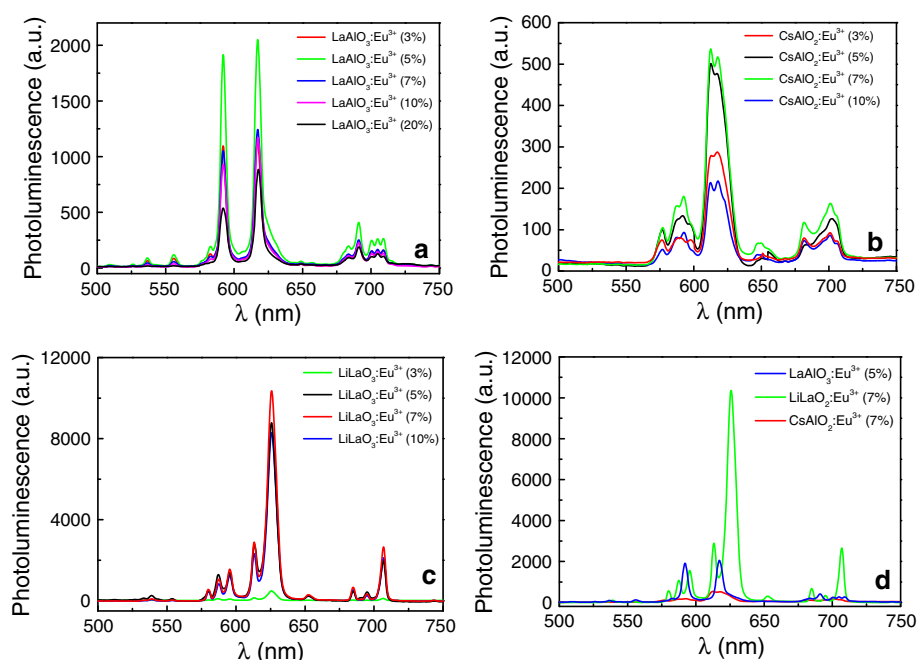 Photoluminescence (a.u.)
2000
1500
1000
500
0
LaAlO3:Eu3+ (3%)
LaAlO3:Eu3+ (5%)
LaAlO3:Eu3+ (7%)
LaAlO3:Eu3+ (10%)
LaAlO3:Eu3+ (20%)
a
500 550 600 650 700 750
λ (nm)
Photoluminescence (a.u.)
600
500
400
300
200
100
0
CsAlO2:Eu3+ (3%)
CsAlO2:Eu3+ (5%)
CsAlO2:Eu3+ (7%)
CsAlO2:Eu3+ (10%)
b
500 550 600 650 700 750
λ (nm)
Photoluminescence (a.u.)
12000
8000
4000
0
LiLaO3:Eu3+ (3%)
LiLaO3:Eu3+ (5%)
LiLaO3:Eu3+ (7%)
LiLaO3:Eu3+ (10%)
c
500 550 600 650 700 750
λ (nm)
Photoluminescence (a.u.)
12000
10000
8000
6000
4000
2000
0
LaAlO3:Eu3+ (5%)
LiLaO2:Eu3+ (7%)
CsAlO2:Eu3+ (7%)
d
500 550 600 650 700 750
λ (nm)